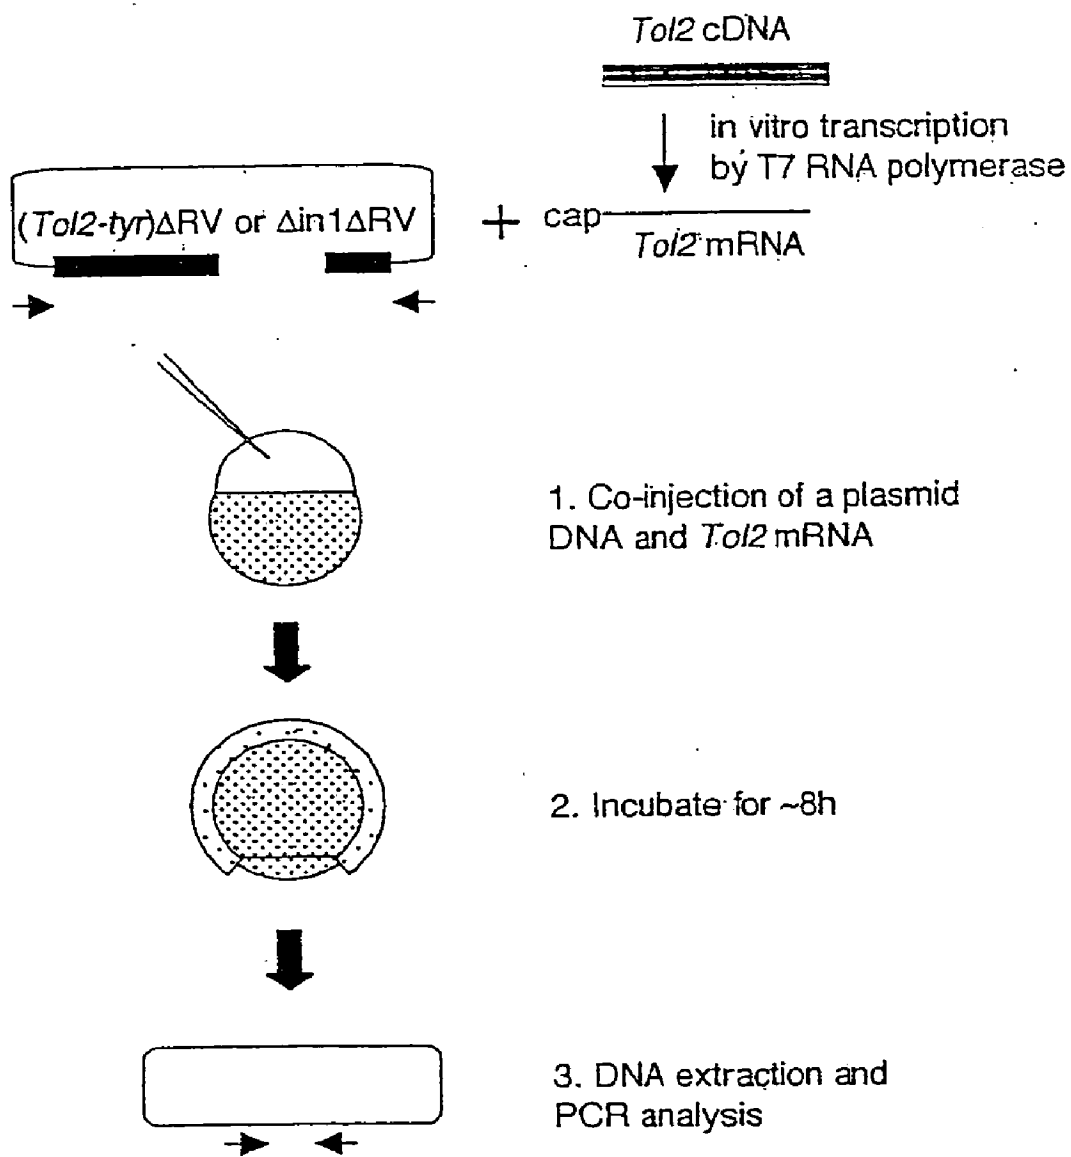 Tol2 cDNA
in vitro transcription
by T7 RNA polymerase
(Tol2-tyr)ΔRV or Δin1ΔRV
+
cap
Tol2 mRNA
1. Co-injection of a plasmid
DNA and Tol2 mRNA
2. Incubate for ~8h
3. DNA extraction and
PCR analysis